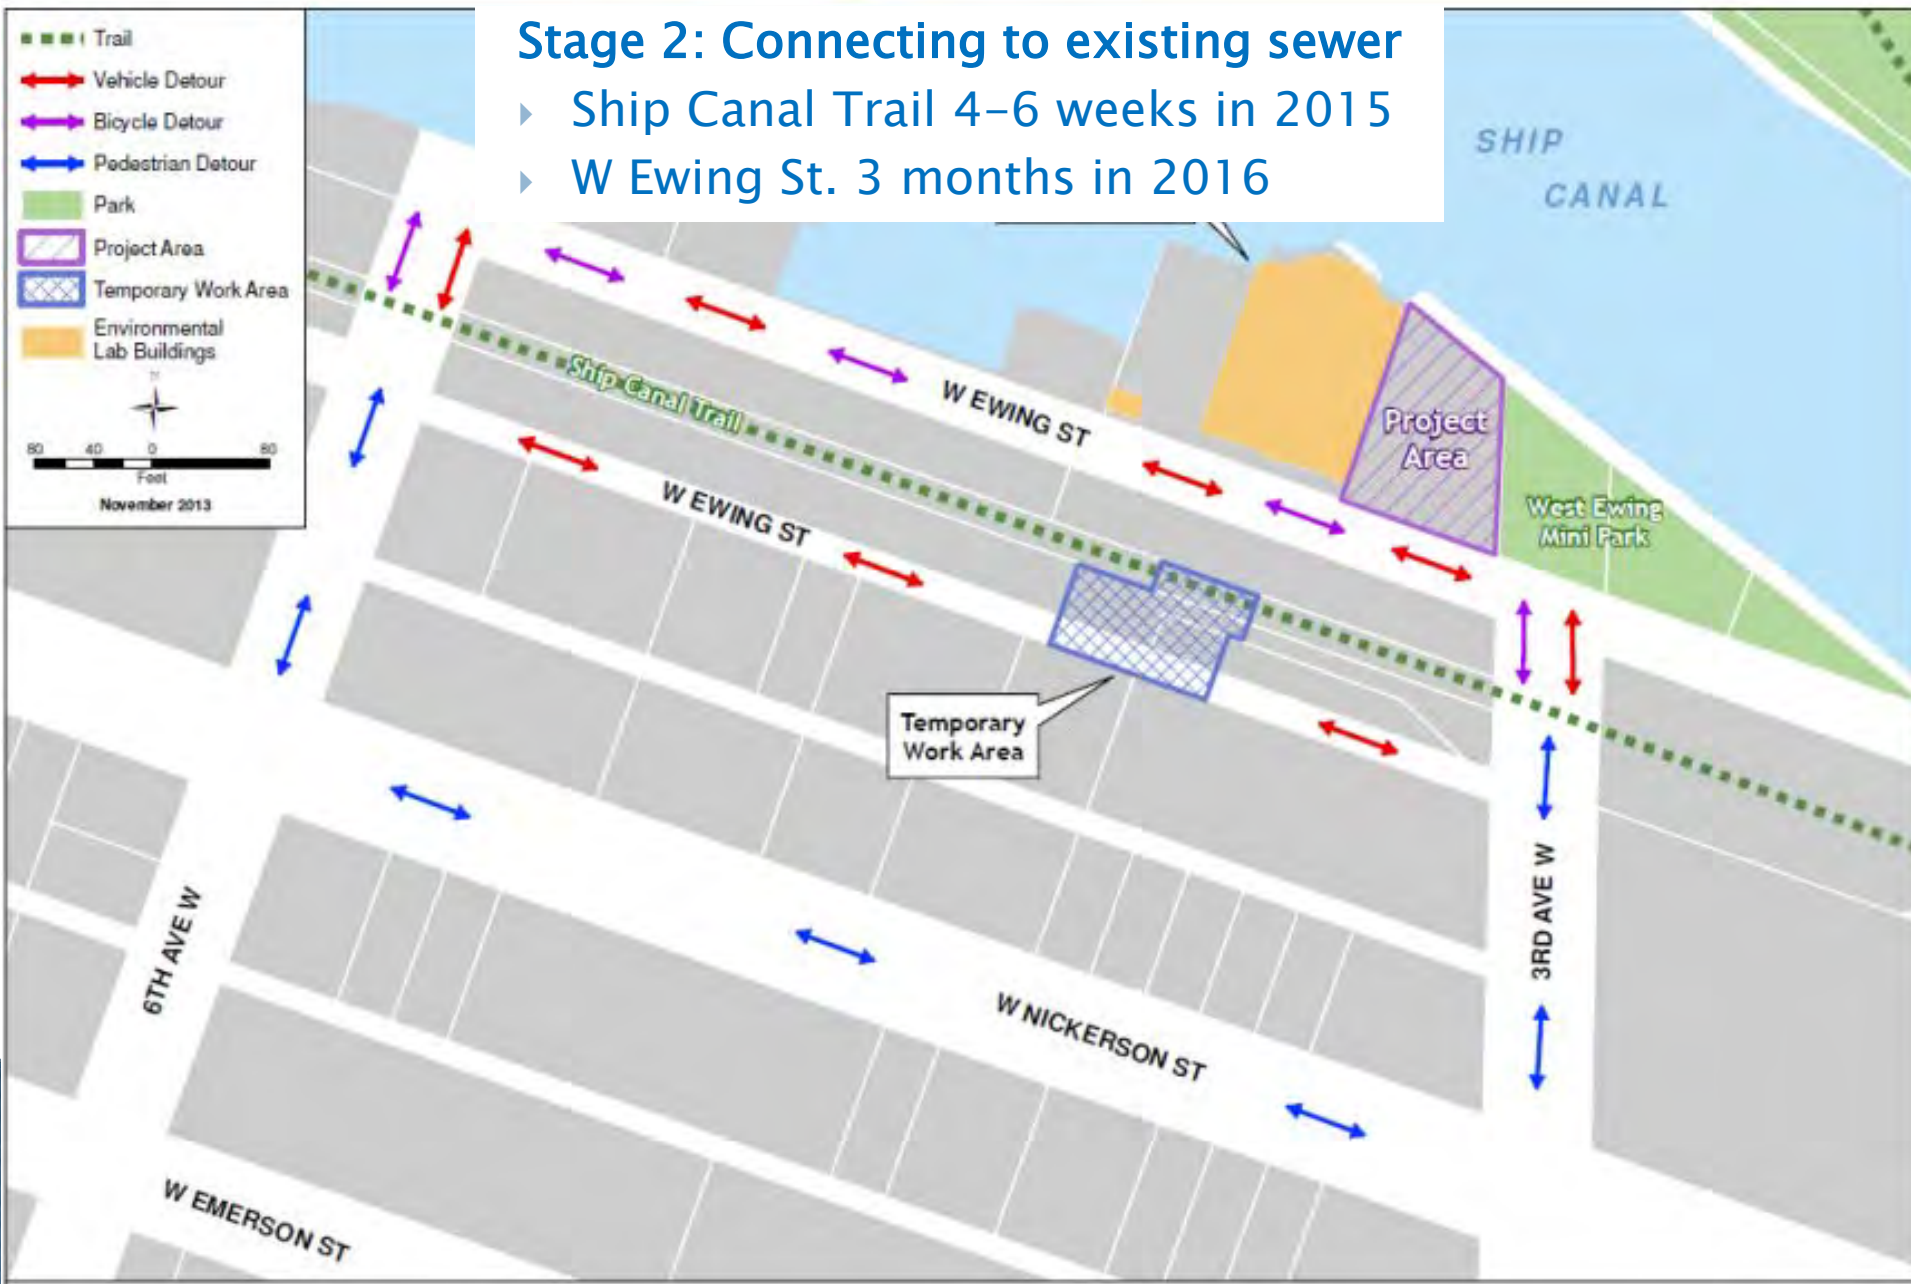 Stage 2: Connecting to existing sewer
Ship Canal Trail 4-6 weeks in 2015
W Ewing St. 3 months in 2016
Trail
Vehicle Detour
Bicycle Detour
Pedestrian Detour
Park
Project Area
Temporary Work Area
Environmental
Lab Buildings
80 40 0 80
Feet
November 2013
SHIP
CANAL
Ship Canal Trail
W EWING ST
W EWING ST
Project
Area
West Ewing
Mini Park
Temporary
Work Area
6TH AVE W
3RD AVE W
W NICKERSON ST
W EMERSON ST